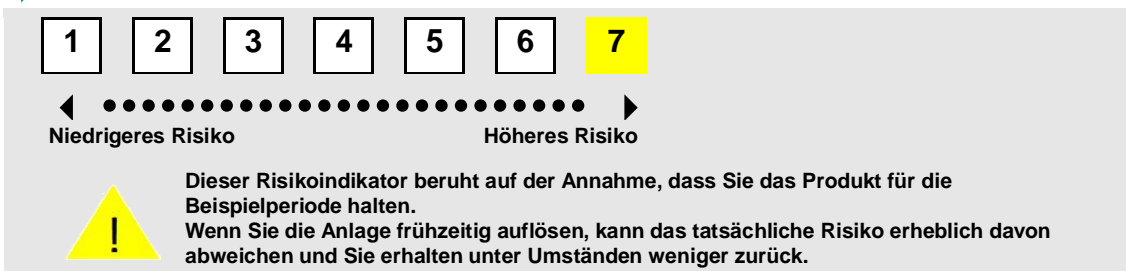 1 2 3 4 5 6 7
Niedrigeres Risiko Höheres Risiko
Dieser Risikoindikator beruht auf der Annahme, dass Sie das Produkt für die
Beispielperiode halten.
! Wenn Sie die Anlage frühzeitig auflösen, kann das tatsächliche Risiko erheblich davon
abweichen und Sie erhalten unter Umständen weniger zurück.